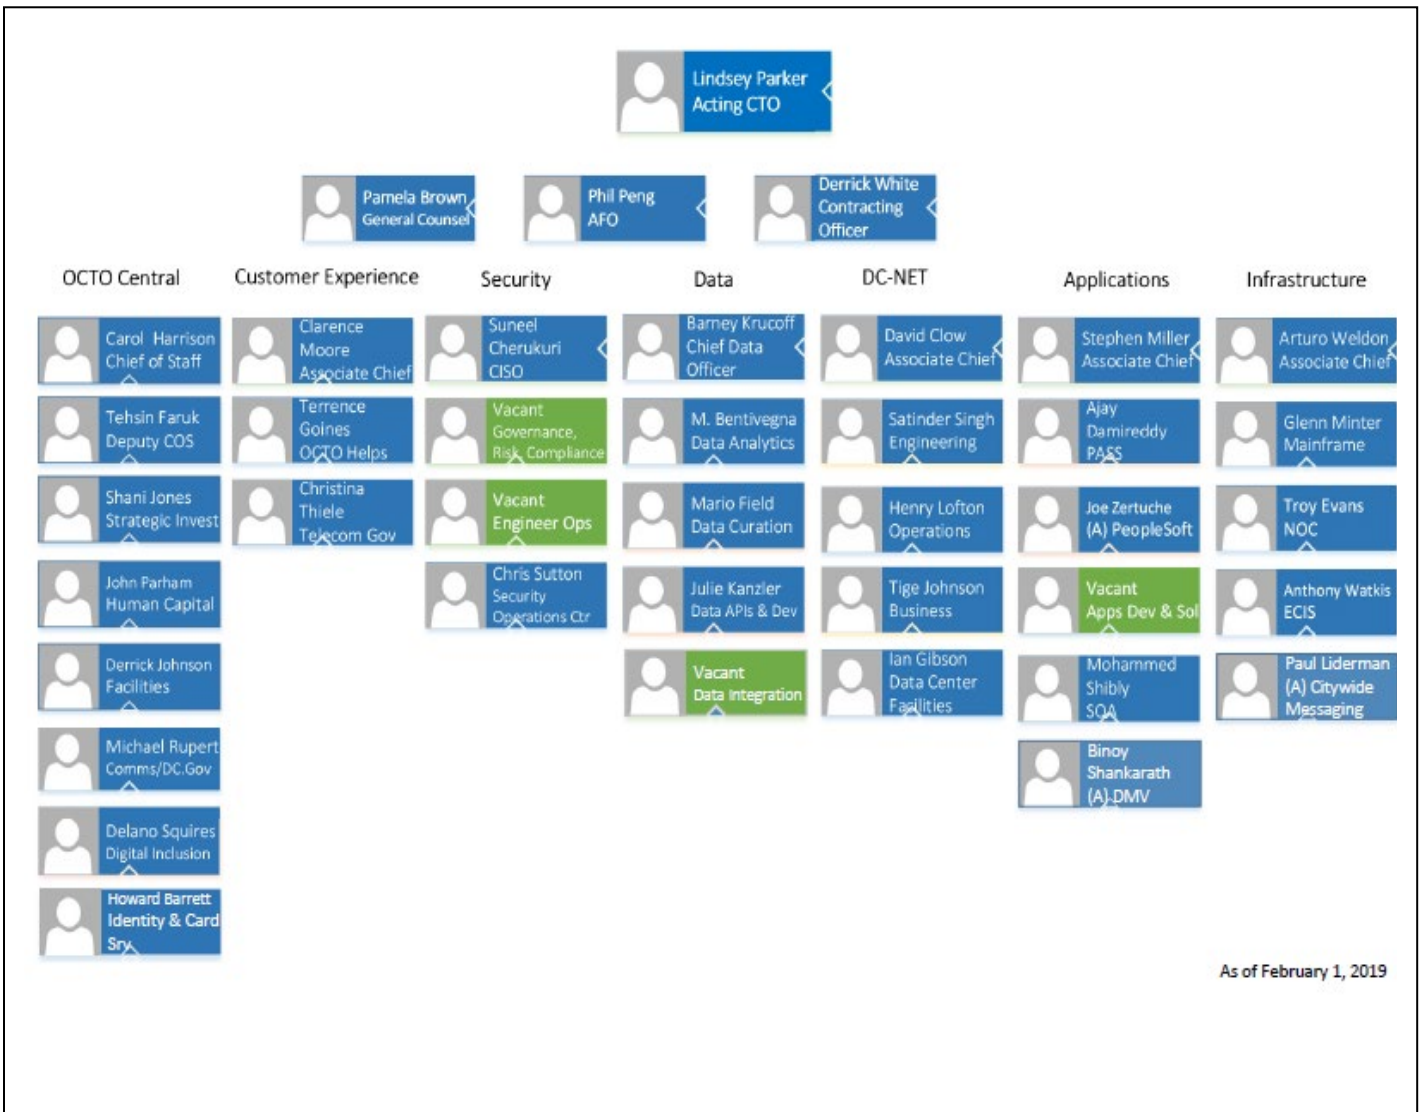 Lindsey Parker
Acting CTO
Pamela Brown
General Counsel
Phil Peng
AFO
Derrick White
Contracting
Officer
OCTO Central
Carol Harrison
Chief of Staff
Tehsin Faruk
Deputy COS
Shani Jones
Strategic Invest
John Parham
Human Capital
Derrick Johnson
Facilities
Michael Rupert
Comms/DC.Gov
Delano Squires
Digital Inclusion
Howard Barrett
Identity & Card
Srv
Customer Experience
Clarence
Moore
Associate Chief
Terrence
Goines
OCTO Helps
Christina
Thiele
Telecom Gov
Security
Suneel
Cherukuri
CISO
Vacant
Governance,
Risk, Compliance
Vacant
Engineer Ops
Chris Sutton
Security
Operations Ctr
Data
Barney Krucoff
Chief Data
Officer
M. Bentivegna
Data Analytics
Mario Field
Data Curation
Julie Kanzler
Data APIs & Dev
Vacant
Data Integration
DC-NET
David Clow
Associate Chief
Satinder Singh
Engineering
Henry Lofton
Operations
Tige Johnson
Business
Ian Gibson
Data Center
Facilities
Applications
Stephen Miller
Associate Chief
Ajay
Damireddy
PASS
Joe Zertuche
(A) PeopleSoft
Vacant
Apps Dev & Sol
Mohammed
Shibly
SQA
Binoy
Shankarath
(A) DMV
Infrastructure
Arturo Weldon
Associate Chief
Glenn Minter
Mainframe
Troy Evans
NOC
Anthony Watkis
ECIS
Paul Liderman
(A) Citywide
Messaging
As of February 1, 2019